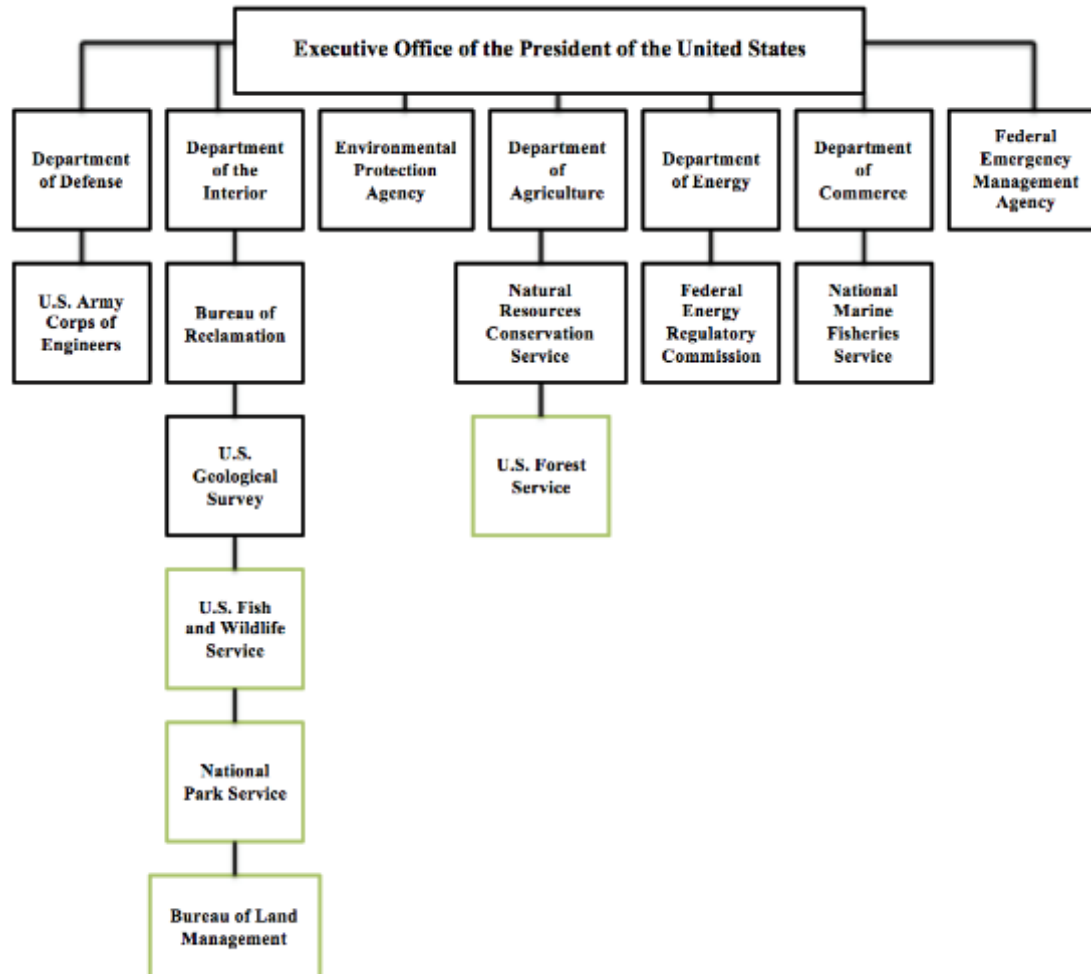 Executive Office of the President of the United States
Department
of Defense
Department
of the
Interior
Environmental
Protection
Agency
Department
of
Agriculture
Department
of Energy
Department
of
Commerce
Federal
Emergency
Management
Agency
U.S. Army
Corps of
Engineers
Bureau of
Reclamation
Natural
Resources
Conservation
Service
Federal
Energy
Regulatory
Commission
National
Marine
Fisheries
Service
U.S.
Geological
Survey
U.S. Forest
Service
U.S. Fish
and Wildlife
Service
National
Park Service
Bureau of Land
Management